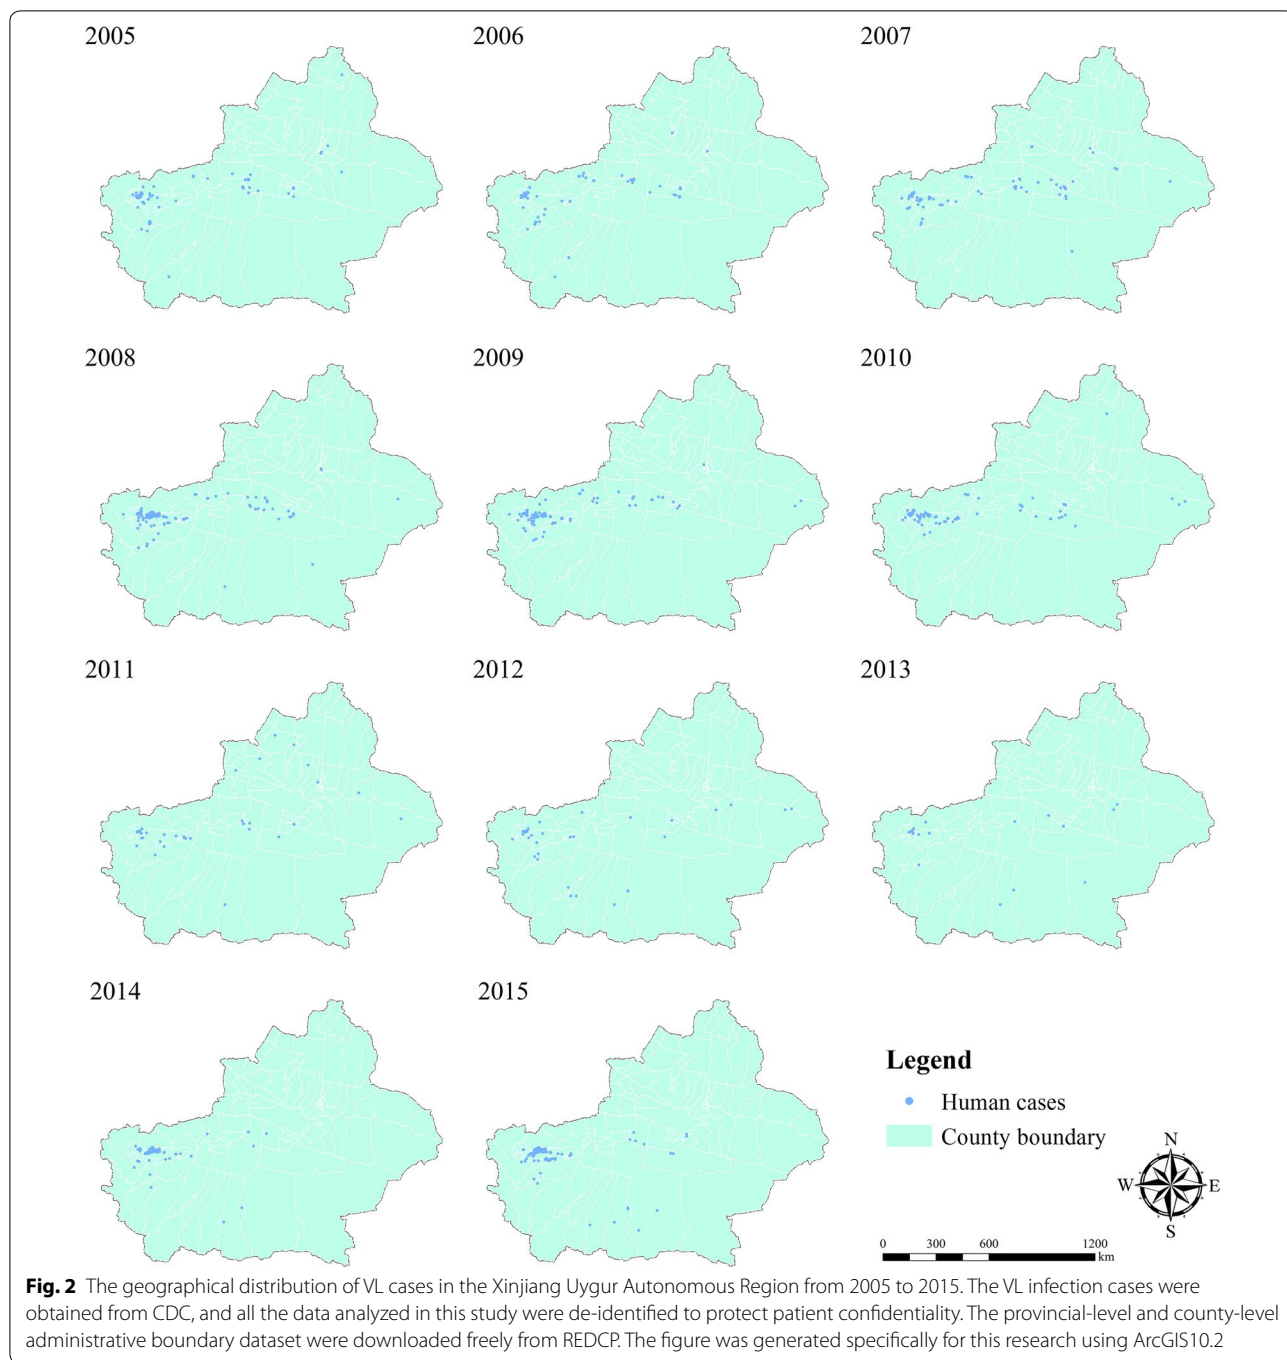 2005
2006
2007
2008
2009
2010
2011
2012
2013
2014
2015
Legend
Human cases
County boundary
N
W
E
S
0 300 600 1200
km
Fig. 2 The geographical distribution of VL cases in the Xinjiang Uygur Autonomous Region from 2005 to 2015. The VL infection cases were
obtained from CDC, and all the data analyzed in this study were de-identified to protect patient confidentiality. The provincial-level and county-level
administrative boundary dataset were downloaded freely from REDCP. The figure was generated specifically for this research using ArcGIS10.2